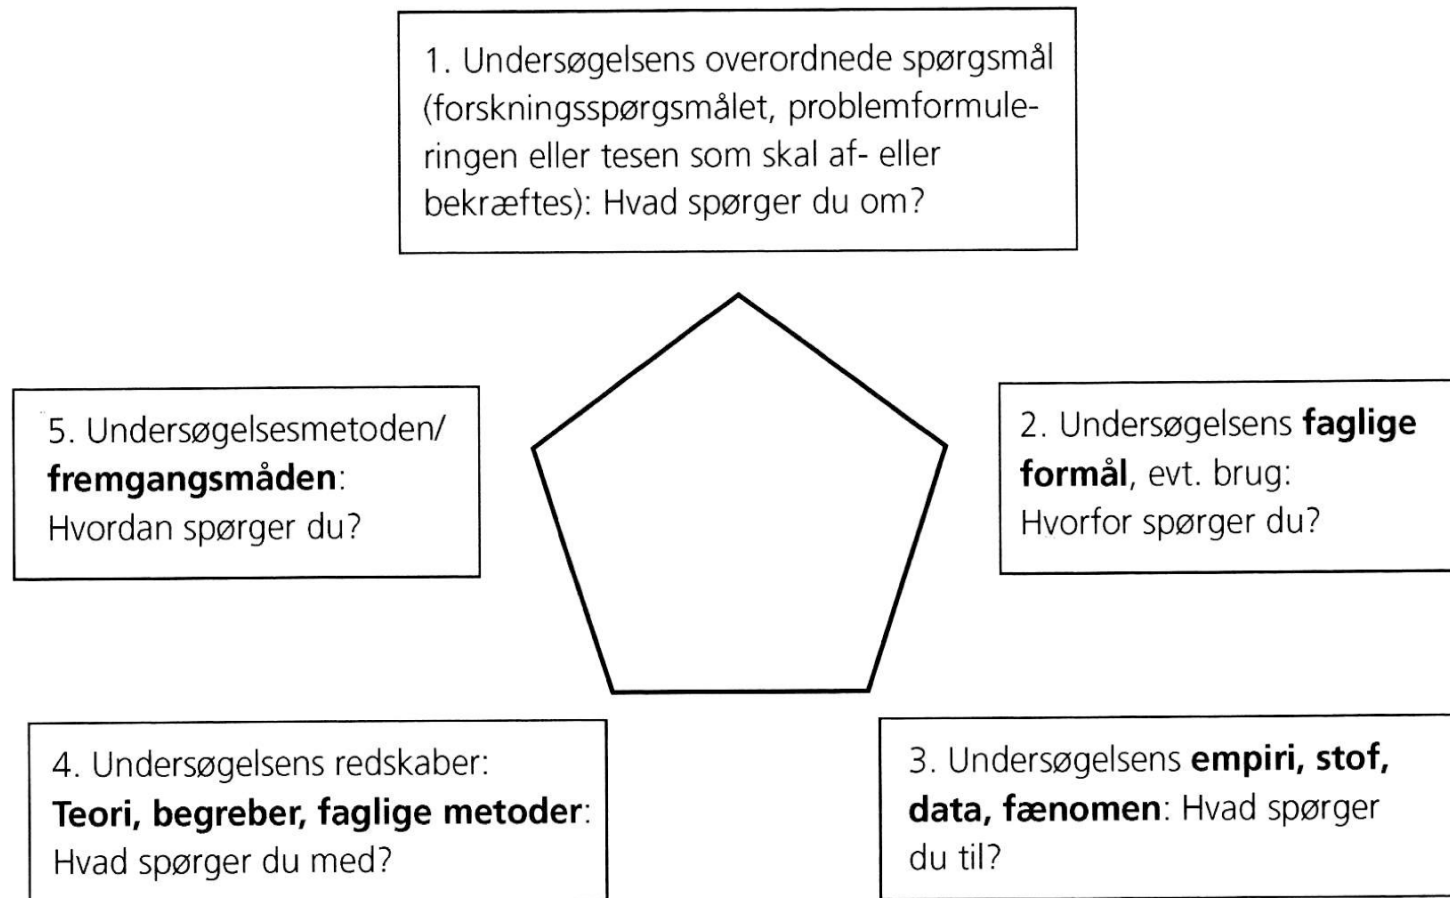 1. Undersøgelsens overordnede spørgsmål
(forskningsspørgsmålet, problemformule-
ringen eller tesen som skal af- eller
bekræftes): Hvad spørger du om?
2. Undersøgelsens faglige
formål, evt. brug:
Hvorfor spørger du?
3. Undersøgelsens empiri, stof,
data, fænomen: Hvad spørger
du til?
4. Undersøgelsens redskaber:
Teori, begreber, faglige metoder:
Hvad spørger du med?
5. Undersøgelsesmetoden/
fremgangsmåden:
Hvordan spørger du?